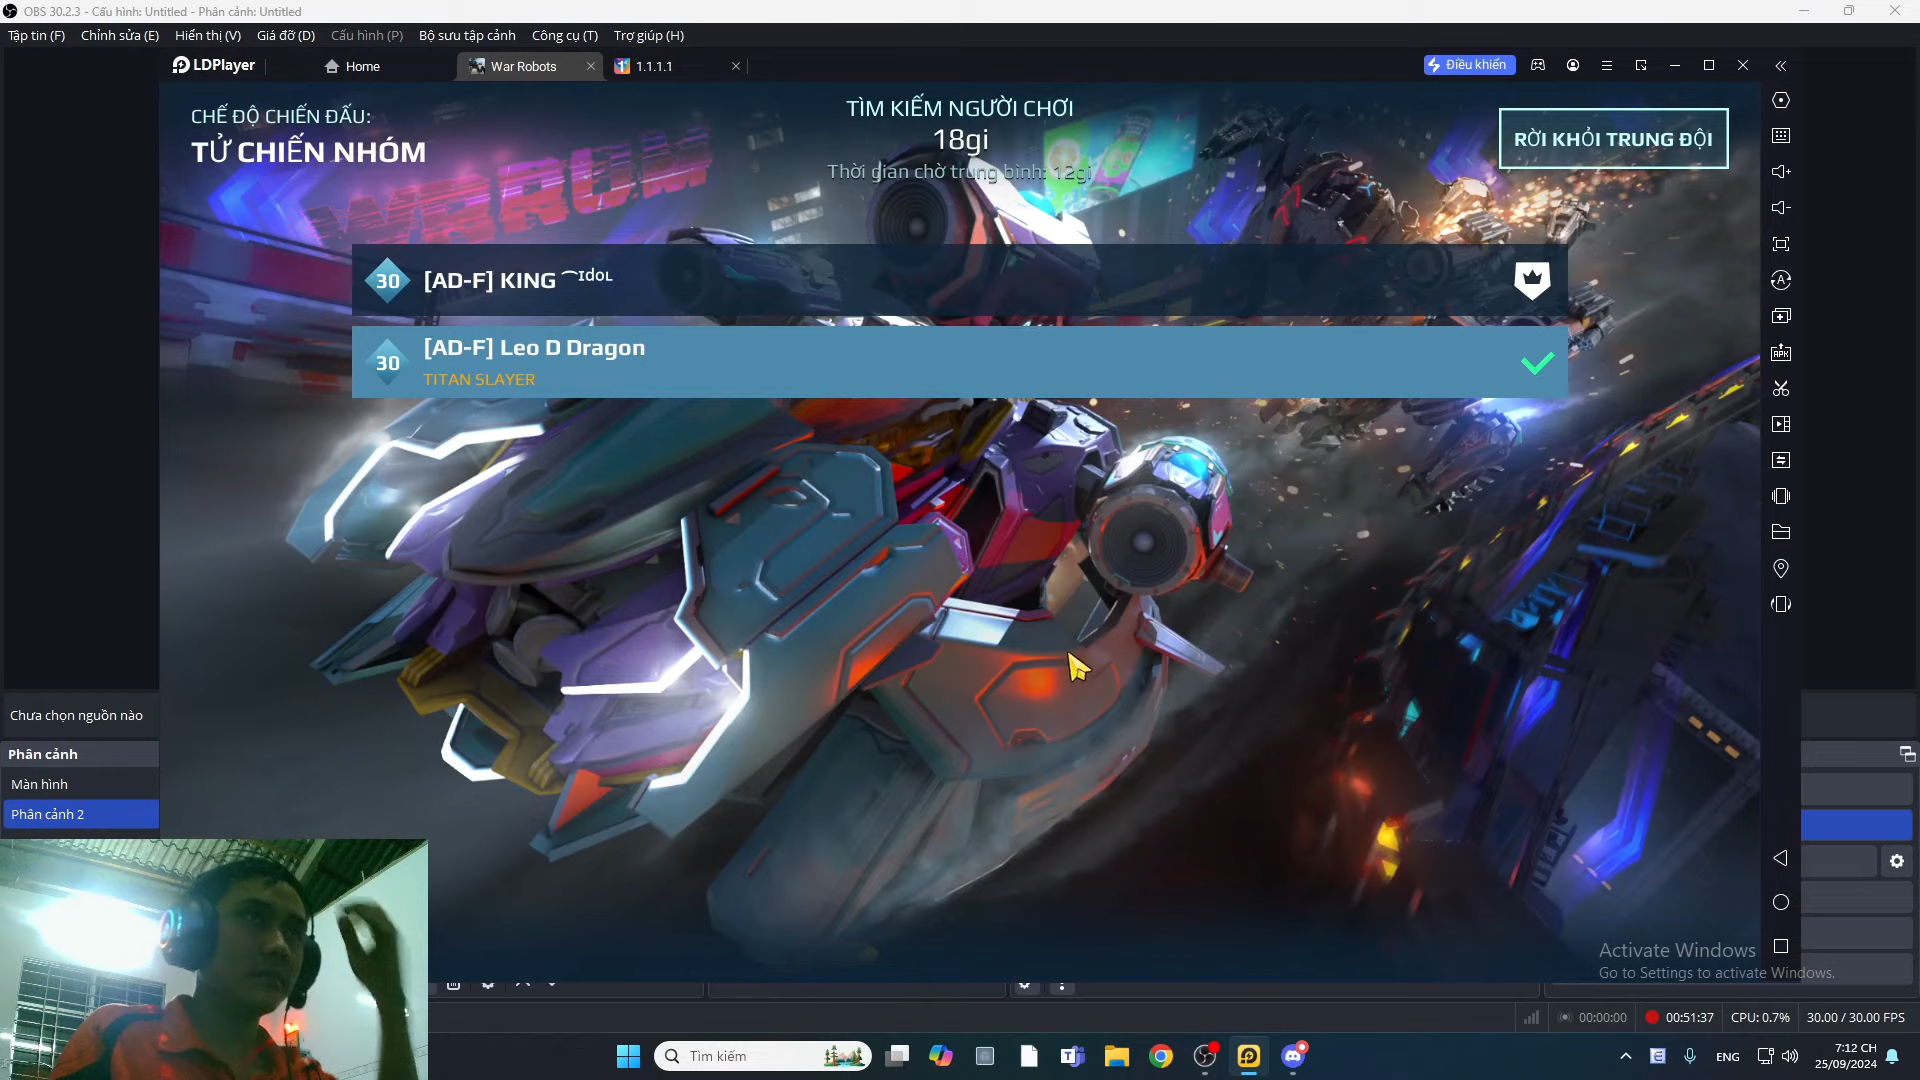 OBS 30.2.3 - Cấu hình: Untitled - Phân cảnh: Untitled
Tập tin (F) Chỉnh sửa (E) Hiển thị (V) Giá đỡ (D) Cấu hình (P) Bộ sưu tập cảnh Công cụ (T) Trợ giúp (H)
LDPlayer Home War Robots 1.1.1.1 Điều khiển
CHẾ ĐỘ CHIẾN ĐẤU:
TỬ CHIẾN NHÓM
TÌM KIẾM NGƯỜI CHƠI
18gi
Thời gian chờ trung bình: 12gi
RỜI KHỎI TRUNG ĐỘI
30 [AD-F] KING ⁀ᴵᵈᵒᴸ
30 [AD-F] Leo D Dragon
TITAN SLAYER
Chưa chọn nguồn nào
Phân cảnh
Màn hình
Phân cảnh 2
Activate Windows
Go to Settings to activate Windows.
00:00:00 00:51:37 CPU: 0.7% 30.00 / 30.00 FPS
Tìm kiếm
ENG
7:12 CH
25/09/2024